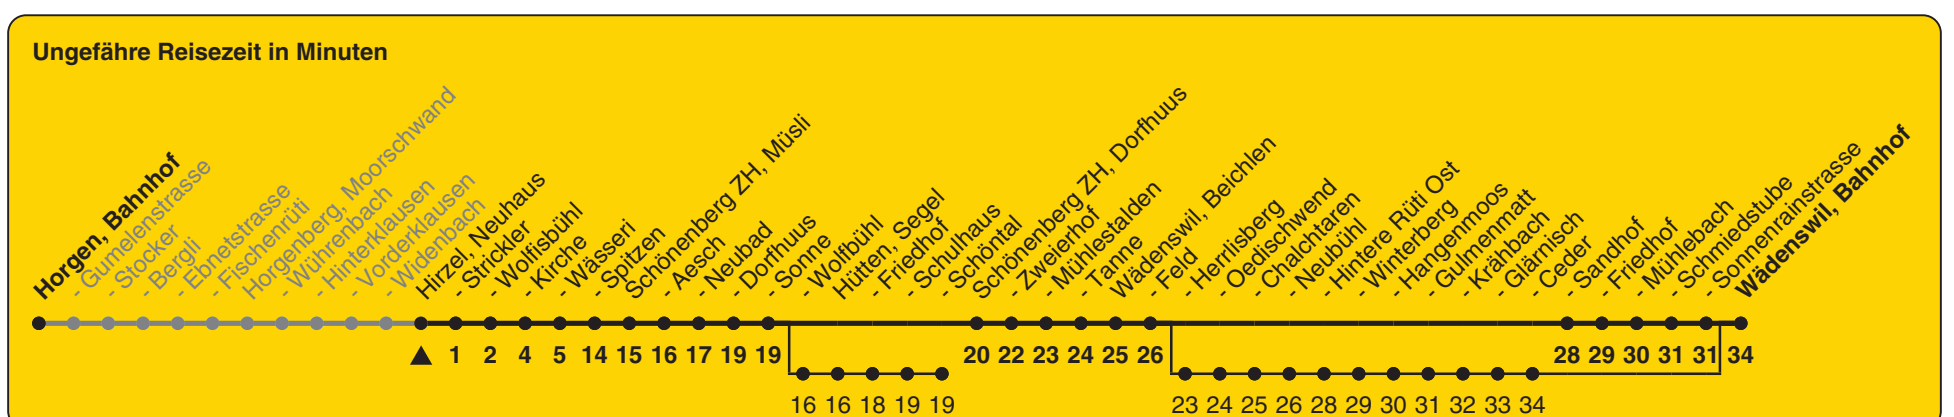 Ungefähre Reisezeit in Minuten
Horgen, Bahnhof
- Gumelenstrasse
- Stocker
- Bergli
- Ebnetstrasse
- Fischenrüti
Horgenberg, Moorschwand
- Wührenbach
- Hinterklausen
- Vorderklausen
- Widenbach
Hirzel, Neuhaus
- Strickler
- Wolfisbühl
- Kirche
- Wässeri
- Spitzen
Schönenberg ZH, Müsli
- Aesch
- Neubad
- Dorfhuus
- Sonne
- Wolfbühl
Hütten, Segel
- Friedhof
- Schulhaus
- Schöntal
Schönenberg ZH, Dorfhuus
- Zweierhof
- Mühlestalden
- Tanne
Wädenswil, Beichlen
- Feld
- Herrlisberg
- Oedischwend
- Chalchtaren
- Neubühl
- Hintere Rüti Ost
- Winterberg
- Hangenmoos
- Gulmenmatt
- Krähbach
- Glärnisch
- Ceder
- Sandhof
- Friedhof
- Mühlebach
- Schmiedstube
- Sonnenrainstrasse
Wädenswil, Bahnhof
1 2 4 5 14 15 16 17 19 19 20 22 23 24 25 26 28 29 30 31 31 34
16 16 18 19 19 23 24 25 26 28 29 30 31 32 33 34